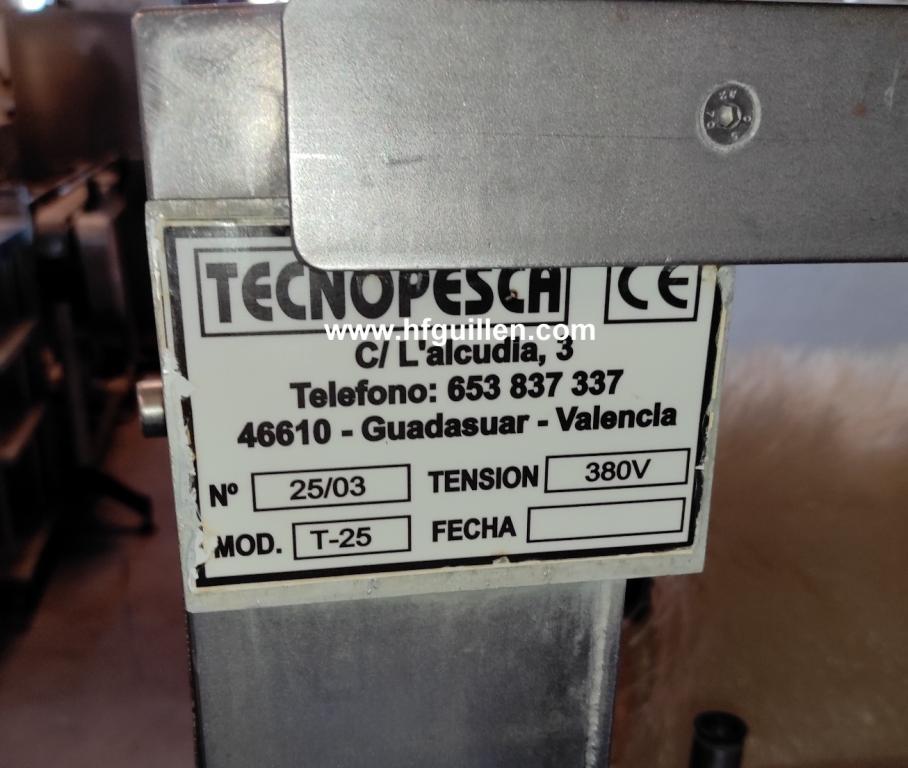 TECNOPESCA CE
www.hfguillen.com
C/ L'alcudia, 3
Telefono: 653 837 337
46610 - Guadasuar - Valencia
Nº 25/03 TENSION 380V
MOD. T-25 FECHA